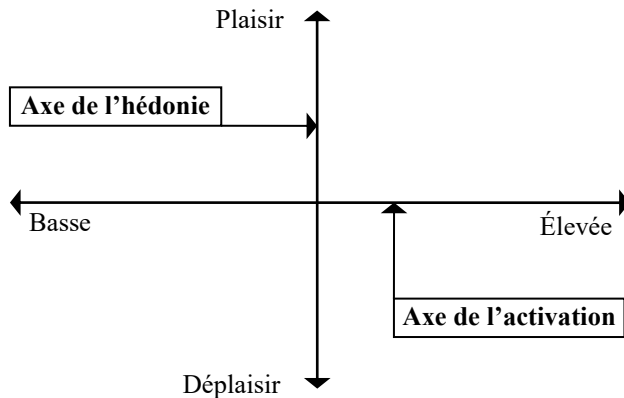 Plaisir
Axe de l’hédonie
Basse
Élevée
Axe de l’activation
Déplaisir